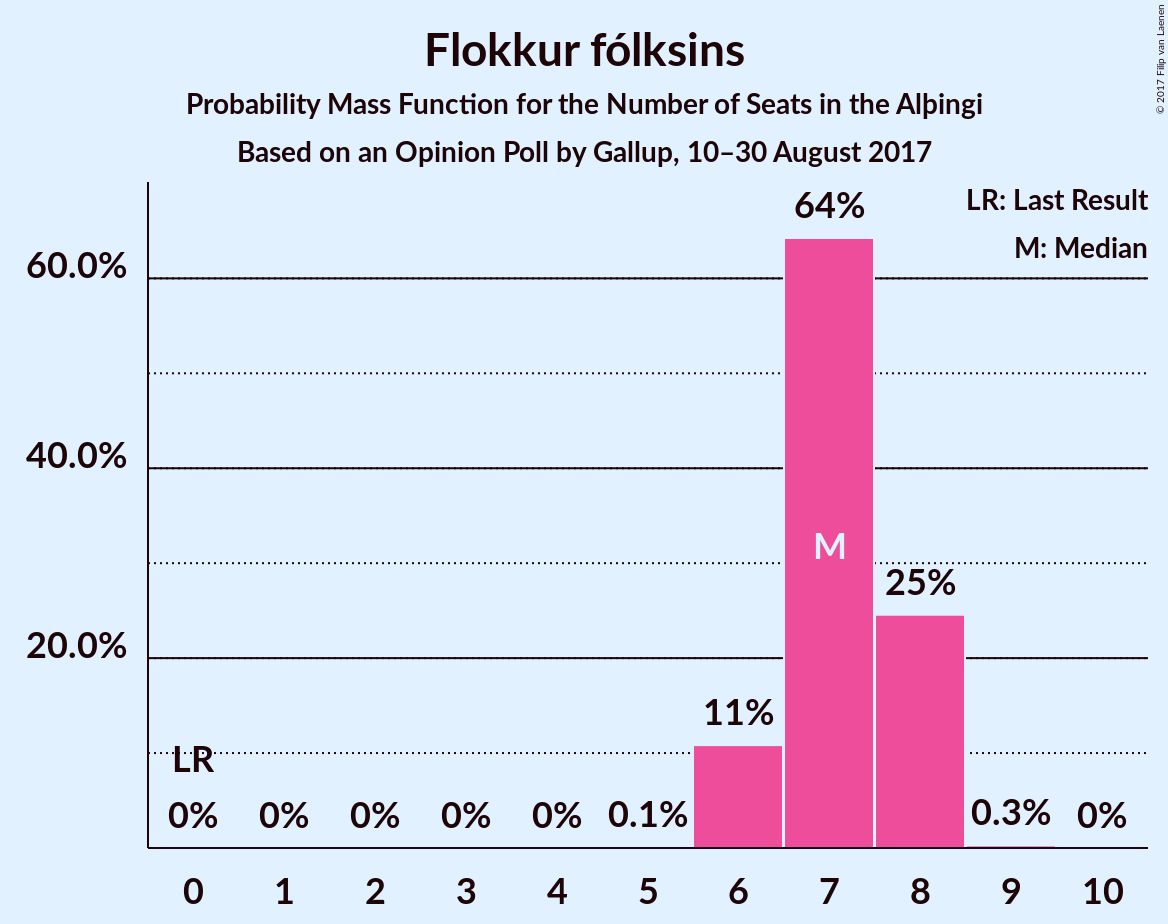 Flokkur fólksins
Probability Mass Function for the Number of Seats in the Alþingi
Based on an Opinion Poll by Gallup, 10–30 August 2017
© 2017 Filip van Laenen
LR: Last Result
M: Median
60.0%
40.0%
20.0%
64%
M
25%
11%
LR
0% 0% 0% 0% 0% 0.1% 0.3% 0%
0 1 2 3 4 5 6 7 8 9 10